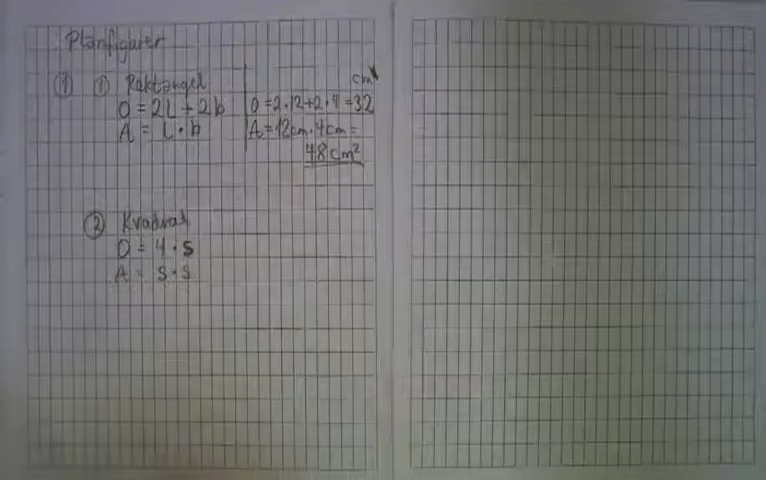 Planfigurer
① ① Rektangel
O = 2L + 2b
A = L · b
cm
O = 2 · 12 + 2 · 4 = 32
A = 12cm · 4cm =
48 cm²
② Kvadrat
O = 4 · s
A = s · s